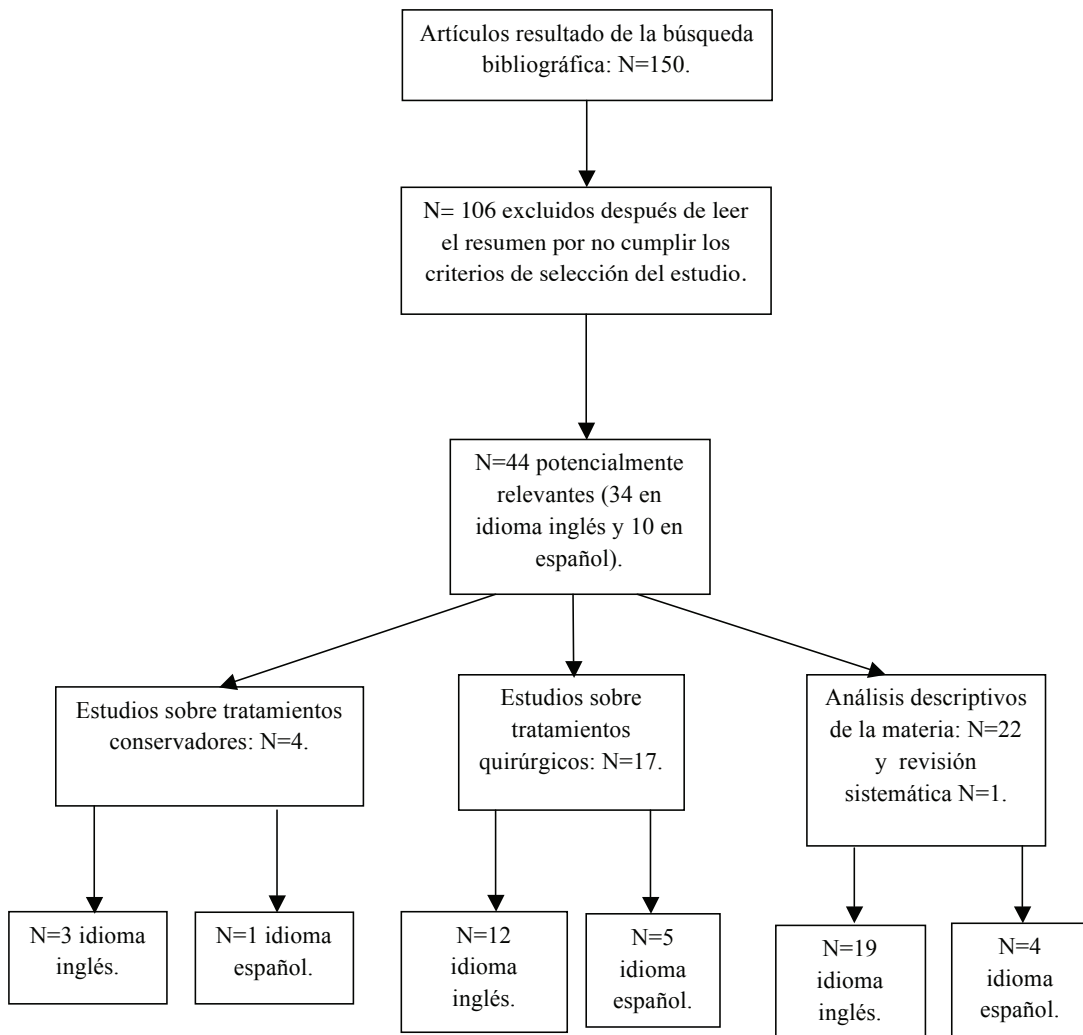 Artículos resultado de la búsqueda
bibliográfica: N=150.
N= 106 excluidos después de leer
el resumen por no cumplir los
criterios de selección del estudio.
N=44 potencialmente
relevantes (34 en
idioma inglés y 10 en
español).
Estudios sobre tratamientos
conservadores: N=4.
Estudios sobre
tratamientos
quirúrgicos: N=17.
Análisis descriptivos
de la materia: N=22
y revisión
sistemática N=1.
N=3 idioma
inglés.
N=1 idioma
español.
N=12
idioma
inglés.
N=5
idioma
español.
N=19
idioma
inglés.
N=4
idioma
español.